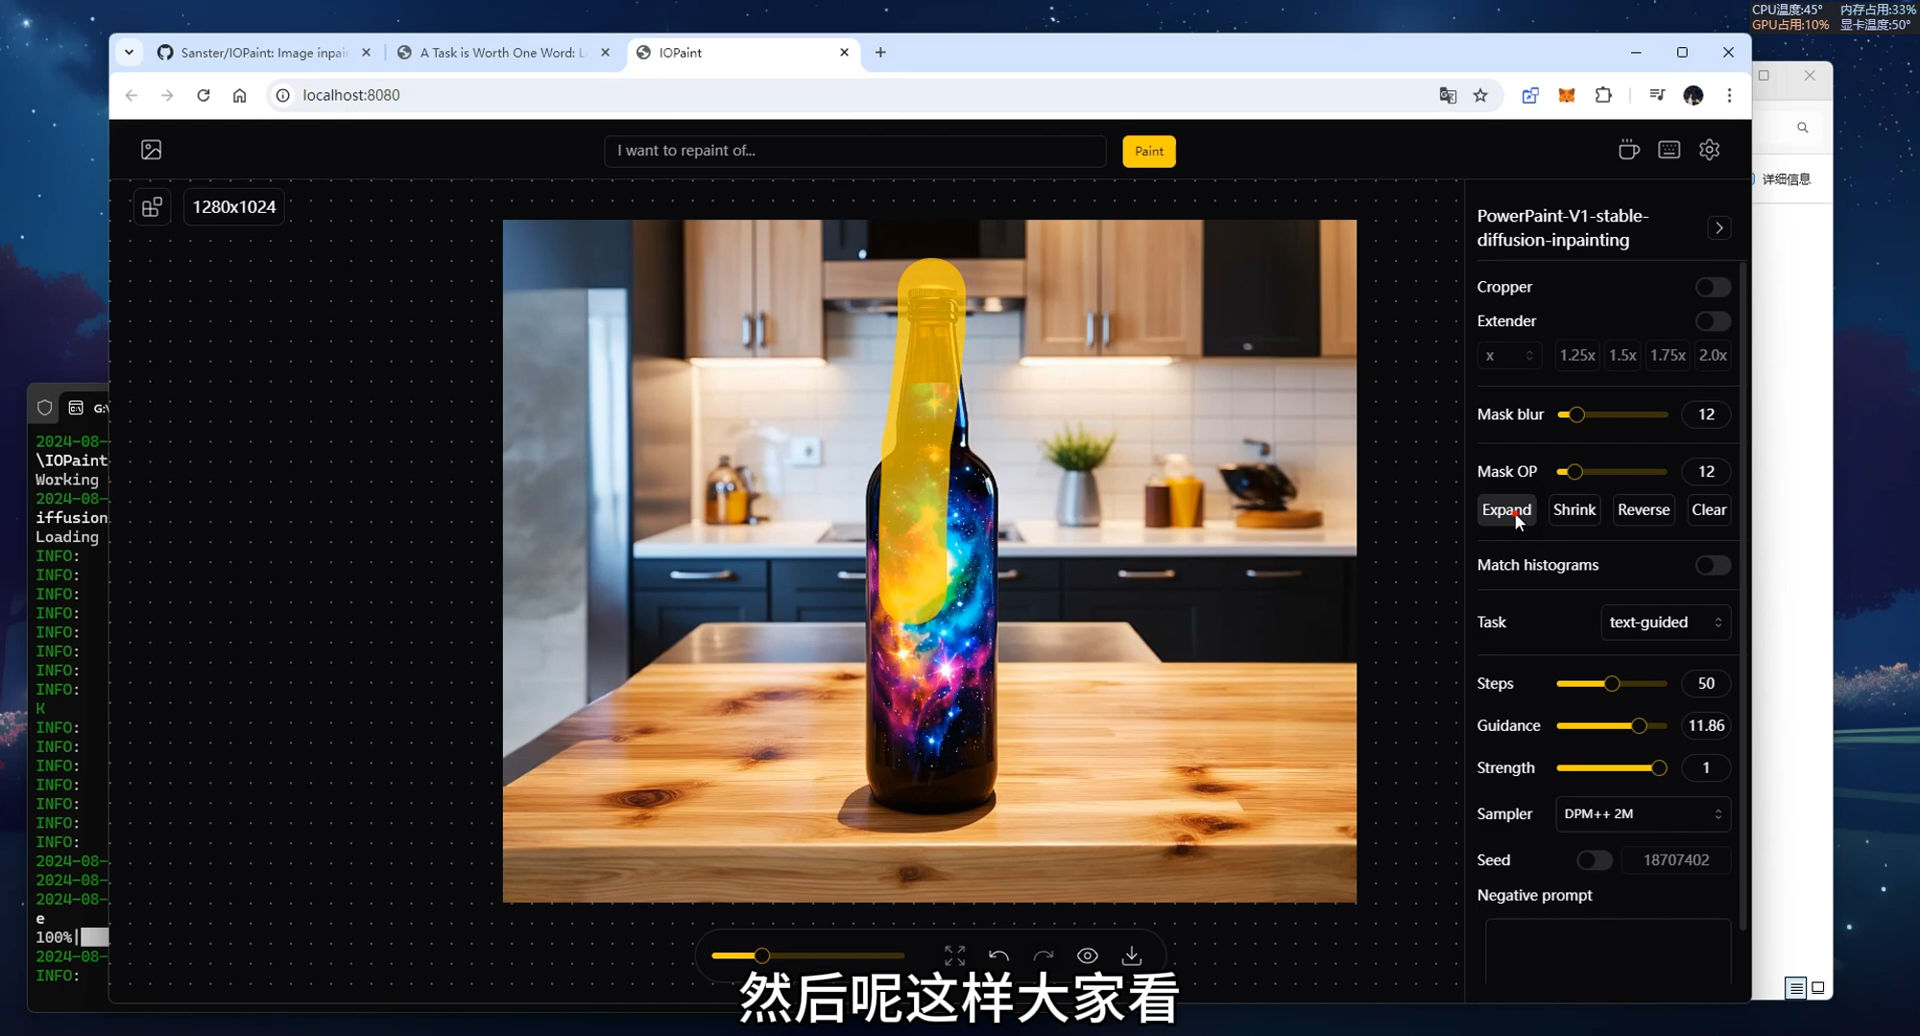 CPU温度:45° 内存占用:33%
GPU占用:10% 显卡温度:50°
Sanster/IOPaint: Image inpai
A Task is Worth One Word: L
IOPaint
localhost:8080
I want to repaint of...
Paint
1280x1024
详细信息
PowerPaint-V1-stable-
diffusion-inpainting
Cropper
Extender
x 1.25x 1.5x 1.75x 2.0x
Mask blur 12
Mask OP 12
Expand Shrink Reverse Clear
Match histograms
Task text-guided
Steps 50
Guidance 11.86
Strength 1
Sampler DPM++ 2M
Seed 18707402
Negative prompt
G:\
2024-08-
\IOPaint
Working
2024-08-
iffusion
Loading
INFO:
INFO:
INFO:
INFO:
INFO:
INFO:
INFO:
INFO:
K
INFO:
INFO:
INFO:
INFO:
INFO:
INFO:
INFO:
2024-08-
2024-08-
2024-08-
e
100%|
2024-08-
INFO:
然后呢这样大家看